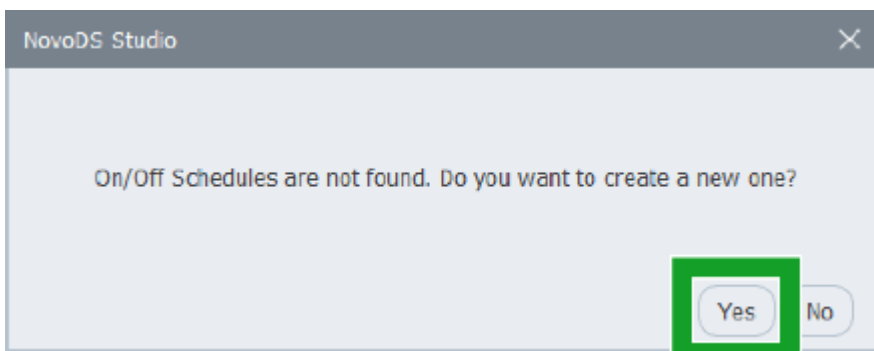 NovoDS Studio
On/Off Schedules are not found. Do you want to create a new one?
Yes No